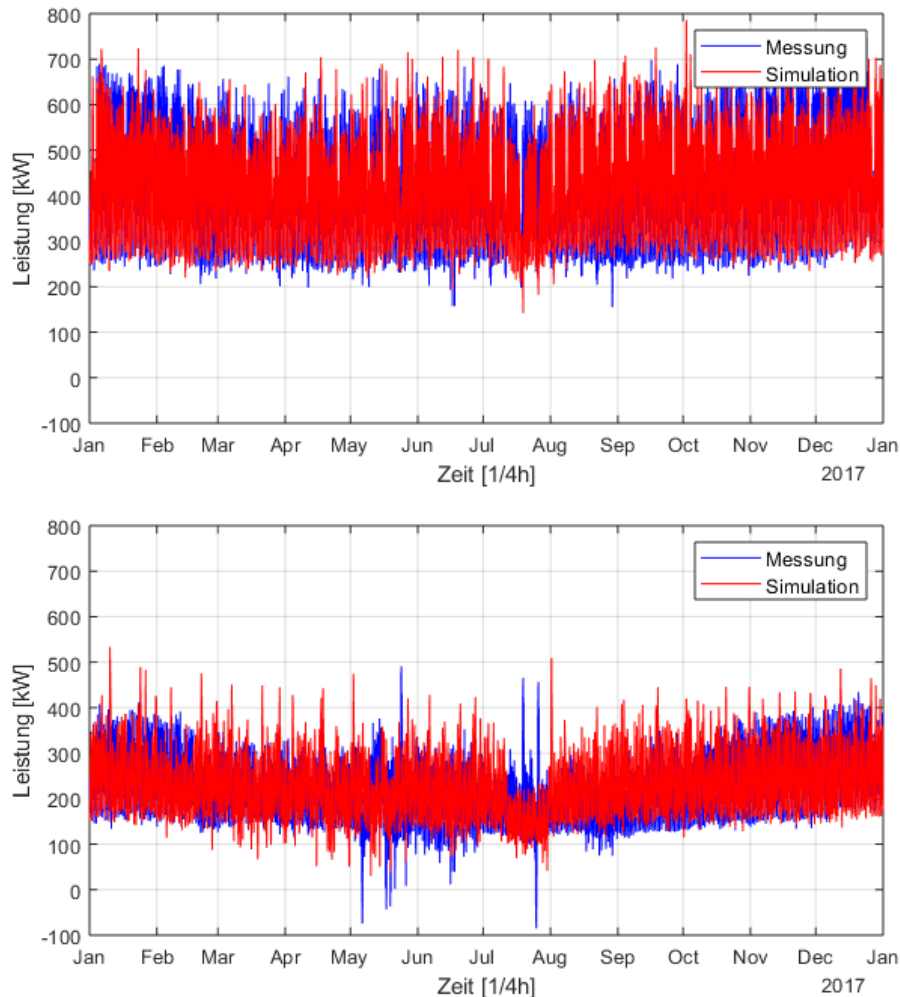 800
700
600
500
400
300
200
100
0
-100
Leistung [kW]
Messung
Simulation
Jan Feb Mar Apr May Jun Jul Aug Sep Oct Nov Dec Jan
Zeit [1/4h]
2017
800
700
600
500
400
300
200
100
0
-100
Leistung [kW]
Messung
Simulation
Jan Feb Mar Apr May Jun Jul Aug Sep Oct Nov Dec Jan
Zeit [1/4h]
2017